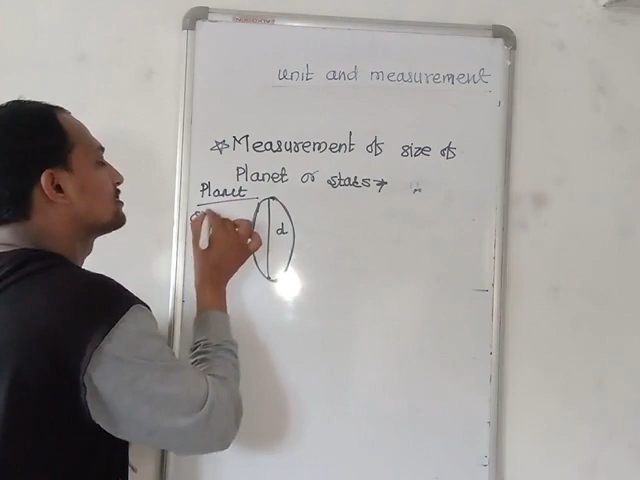 unit and measurement
☆ Measurement of size of
Planet or stars →
Planet
d